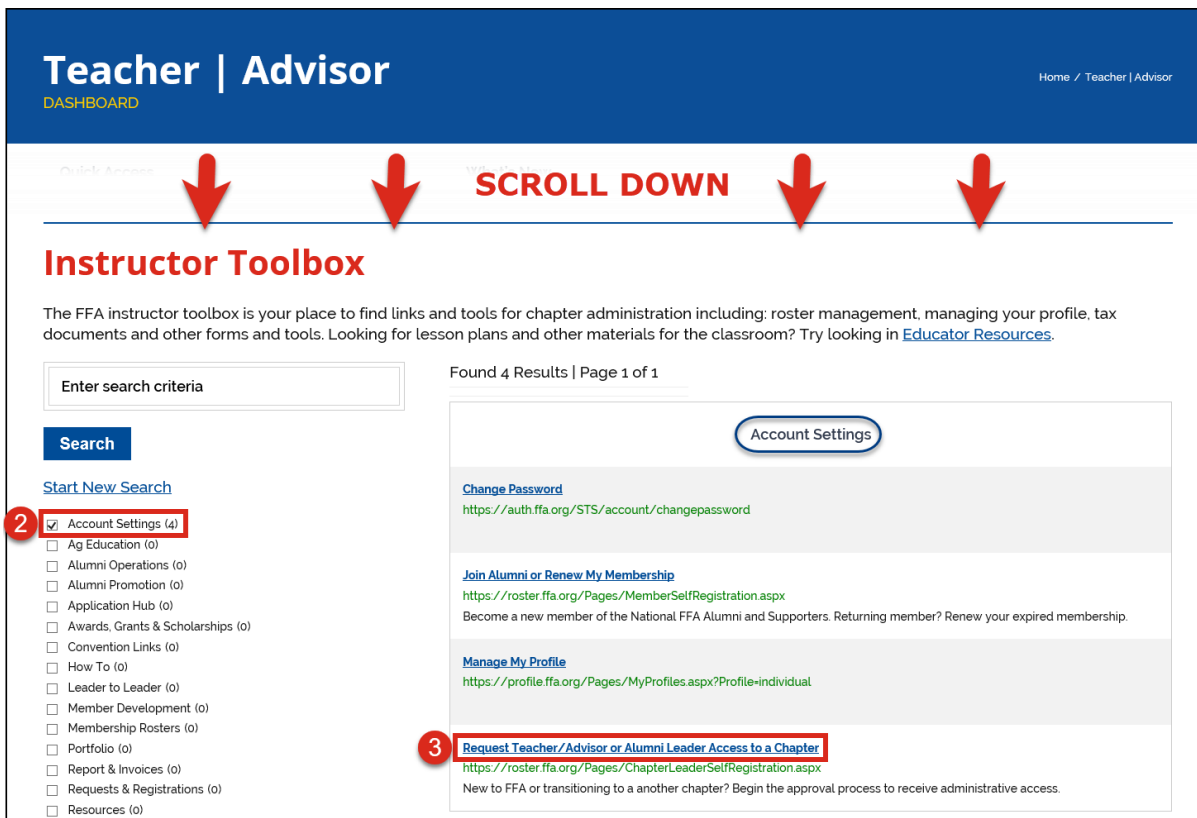 Teacher | Advisor
DASHBOARD
Home / Teacher | Advisor
Quick Access
What's New
SCROLL DOWN
Instructor Toolbox
The FFA instructor toolbox is your place to find links and tools for chapter administration including: roster management, managing your profile, tax
documents and other forms and tools. Looking for lesson plans and other materials for the classroom? Try looking in Educator Resources.
Enter search criteria
Search
Start New Search
2
Account Settings (4)
Ag Education (0)
Alumni Operations (0)
Alumni Promotion (0)
Application Hub (0)
Awards, Grants & Scholarships (0)
Convention Links (0)
How To (0)
Leader to Leader (0)
Member Development (0)
Membership Rosters (0)
Portfolio (0)
Report & Invoices (0)
Requests & Registrations (0)
Resources (0)
Found 4 Results | Page 1 of 1
Account Settings
Change Password
https://auth.ffa.org/STS/account/changepassword
Join Alumni or Renew My Membership
https://roster.ffa.org/Pages/MemberSelfRegistration.aspx
Become a new member of the National FFA Alumni and Supporters. Returning member? Renew your expired membership.
Manage My Profile
https://profile.ffa.org/Pages/MyProfiles.aspx?Profile=individual
3
Request Teacher/Advisor or Alumni Leader Access to a Chapter
https://roster.ffa.org/Pages/ChapterLeaderSelfRegistration.aspx
New to FFA or transitioning to a another chapter? Begin the approval process to receive administrative access.